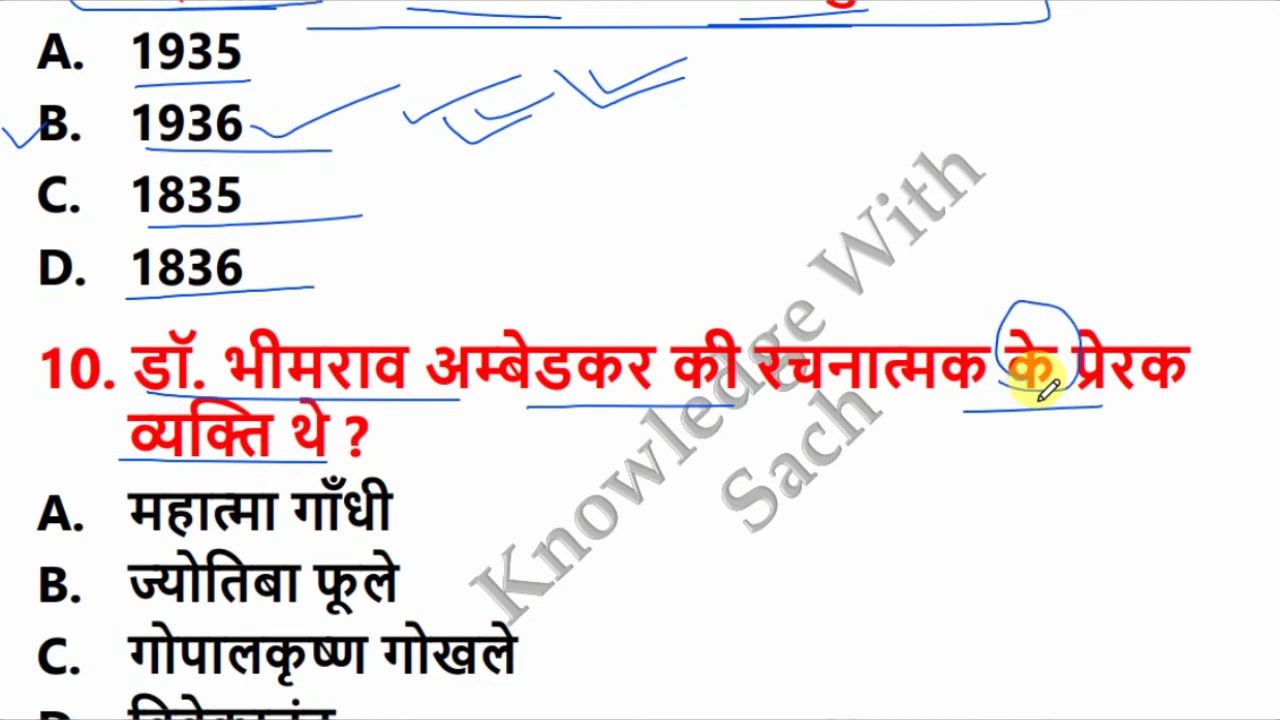 A. 1935
B. 1936
C. 1835
D. 1836
10. डॉ. भीमराव अम्बेडकर की रचनात्मक के प्रेरक
व्यक्ति थे ?
A. महात्मा गाँधी
B. ज्योतिबा फूले
C. गोपालकृष्ण गोखले
Knowledge With
Sach